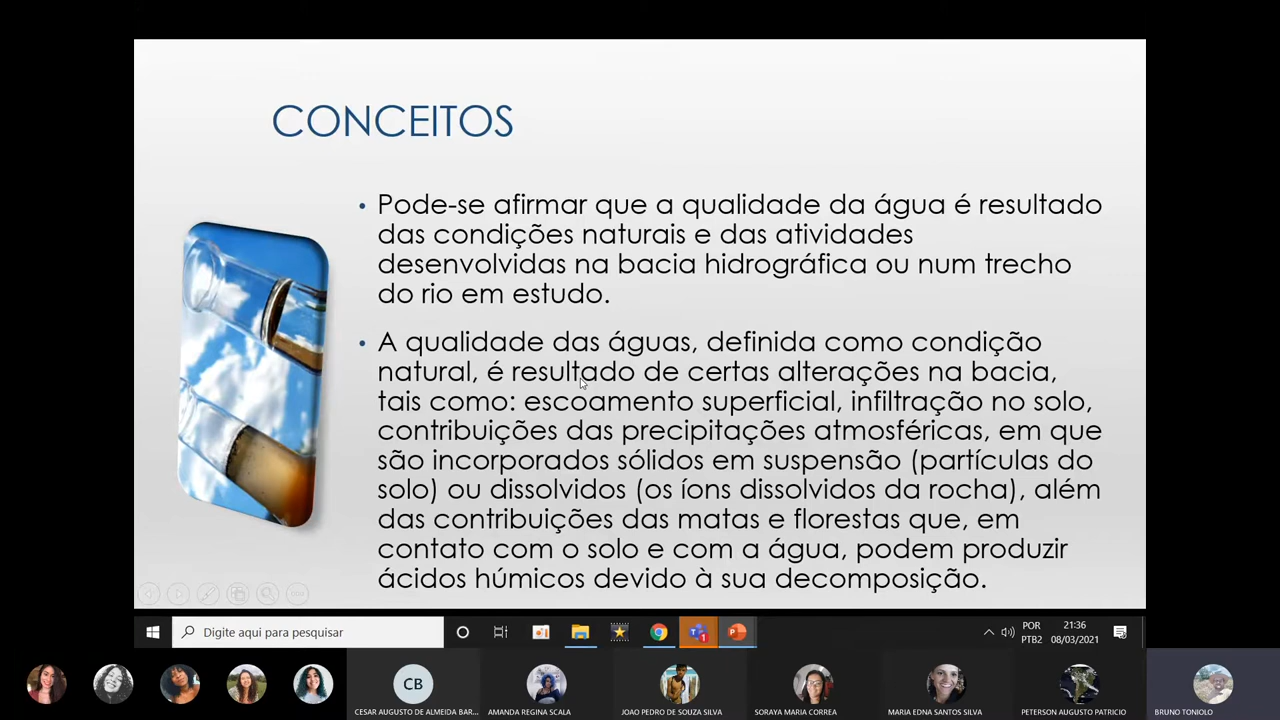 CONCEITOS
• Pode-se afirmar que a qualidade da água é resultado
das condições naturais e das atividades
desenvolvidas na bacia hidrográfica ou num trecho
do rio em estudo.
• A qualidade das águas, definida como condição
natural, é resultado de certas alterações na bacia,
tais como: escoamento superficial, infiltração no solo,
contribuições das precipitações atmosféricas, em que
são incorporados sólidos em suspensão (partículas do
solo) ou dissolvidos (os íons dissolvidos da rocha), além
das contribuições das matas e florestas que, em
contato com o solo e com a água, podem produzir
ácidos húmicos devido à sua decomposição.
Digite aqui para pesquisar
1
POR
PTB2
21:36
08/03/2021
CB
CESAR AUGUSTO DE ALMEIDA BAR...
AMANDA REGINA SCALA
JOAO PEDRO DE SOUZA SILVA
SORAYA MARIA CORREA
MARIA EDNA SANTOS SILVA
PETERSON AUGUSTO PATRICIO
BRUNO TONIOLO